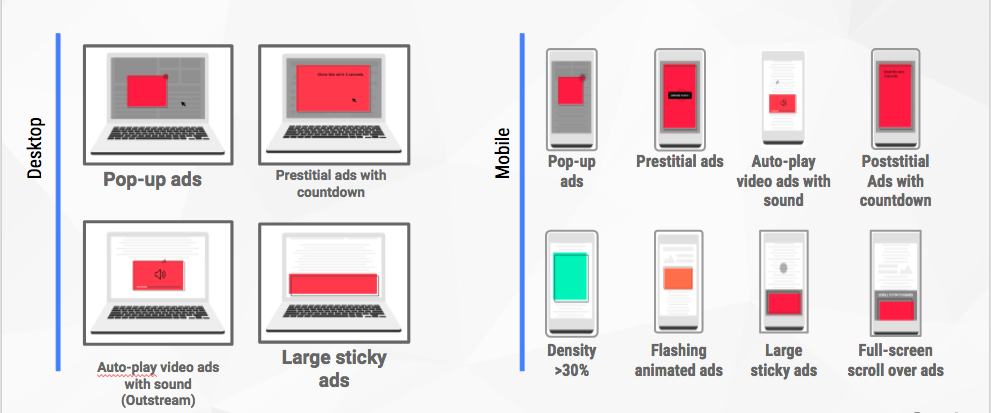 Desktop
Pop-up ads
Prestitial ads with
countdown
Auto-play video ads
with sound
(Outstream)
Large sticky
ads
Mobile
Pop-up
ads
Prestitial ads
Auto-play
video ads with
sound
Poststitial
Ads with
countdown
Density
>30%
Flashing
animated ads
Large
sticky ads
Full-screen
scroll over ads